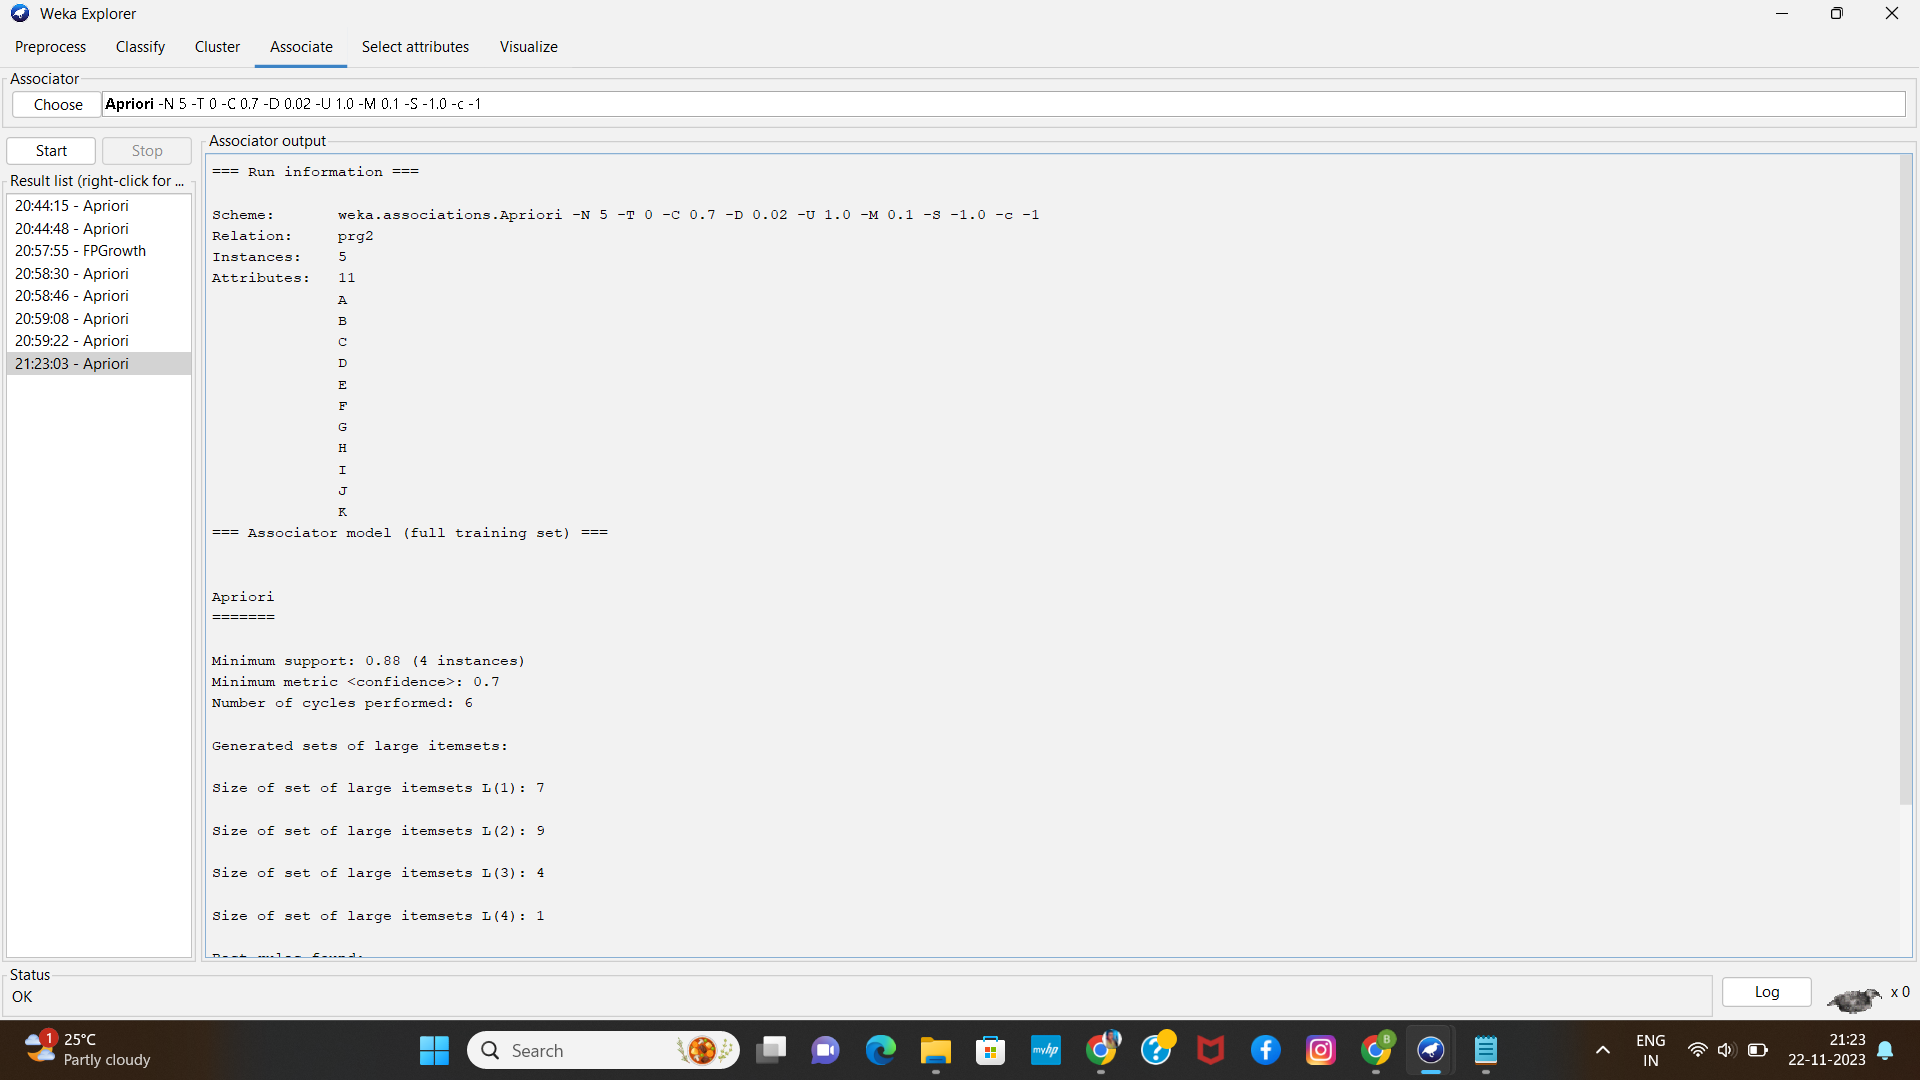 Weka Explorer
Preprocess Classify Cluster Associate Select attributes Visualize
Associator
Choose Apriori -N 5 -T 0 -C 0.7 -D 0.02 -U 1.0 -M 0.1 -S -1.0 -c -1
Start Stop
Result list (right-click for ...
20:44:15 - Apriori
20:44:48 - Apriori
20:57:55 - FPGrowth
20:58:30 - Apriori
20:58:46 - Apriori
20:59:08 - Apriori
20:59:22 - Apriori
21:23:03 - Apriori
Associator output
=== Run information ===
Scheme: weka.associations.Apriori -N 5 -T 0 -C 0.7 -D 0.02 -U 1.0 -M 0.1 -S -1.0 -c -1
Relation: prg2
Instances: 5
Attributes: 11
A
B
C
D
E
F
G
H
I
J
K
=== Associator model (full training set) ===
Apriori
=======
Minimum support: 0.88 (4 instances)
Minimum metric <confidence>: 0.7
Number of cycles performed: 6
Generated sets of large itemsets:
Size of set of large itemsets L(1): 7
Size of set of large itemsets L(2): 9
Size of set of large itemsets L(3): 4
Size of set of large itemsets L(4): 1
Best rules found:
Status
OK
Log x 0
1
25°C
Partly cloudy
Search
myhp
B
ENG
IN
21:23
22-11-2023